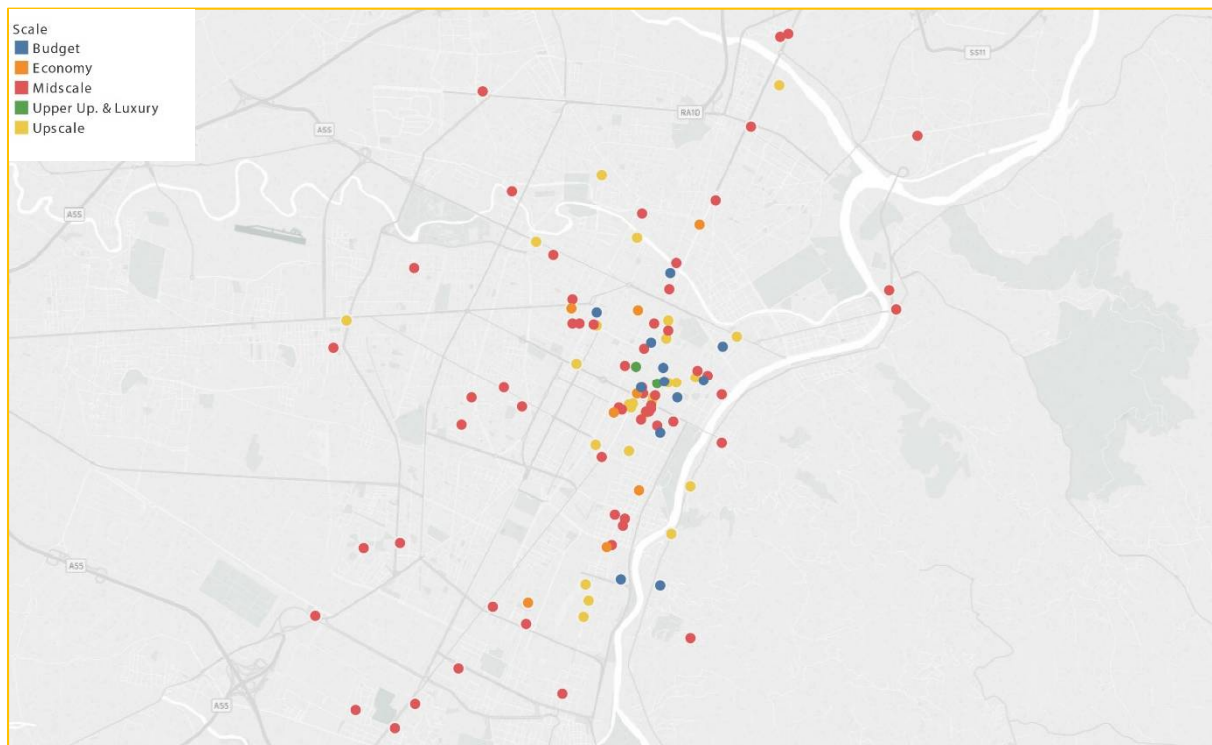 Scale
Budget
Economy
Midscale
Upper Up. & Luxury
Upscale
SS11
RA10
A55
A55
A55
A55